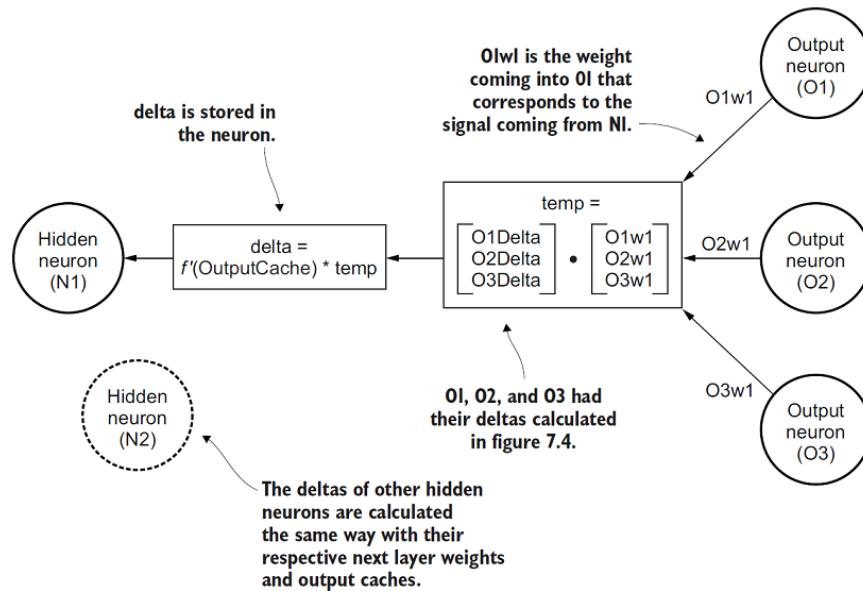 Output
neuron
(O1)
O1w1 is the weight
coming into O1 that
corresponds to the
signal coming from N1.
O1w1
delta is stored in
the neuron.
Hidden
neuron
(N1)
delta =
f'(OutputCache) * temp
temp =
O1Delta
O2Delta
O3Delta
•
O1w1
O2w1
O3w1
O2w1
Output
neuron
(O2)
Hidden
neuron
(N2)
O1, O2, and O3 had
their deltas calculated
in figure 7.4.
O3w1
Output
neuron
(O3)
The deltas of other hidden
neurons are calculated
the same way with their
respective next layer weights
and output caches.